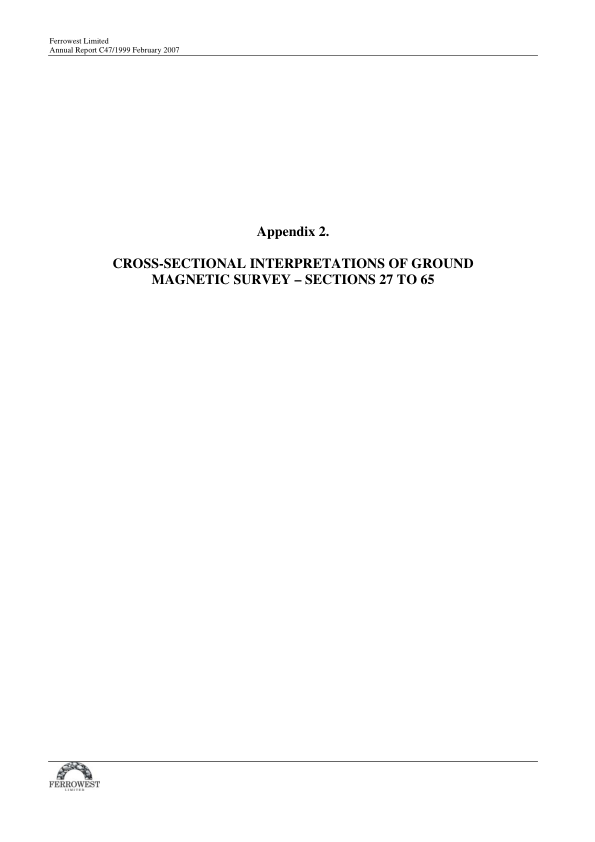 Ferrowest Limited
Annual Report C47/1999 February 2007
Appendix 2.
CROSS-SECTIONAL INTERPRETATIONS OF GROUND
MAGNETIC SURVEY – SECTIONS 27 TO 65
FERROWEST
LIMITED